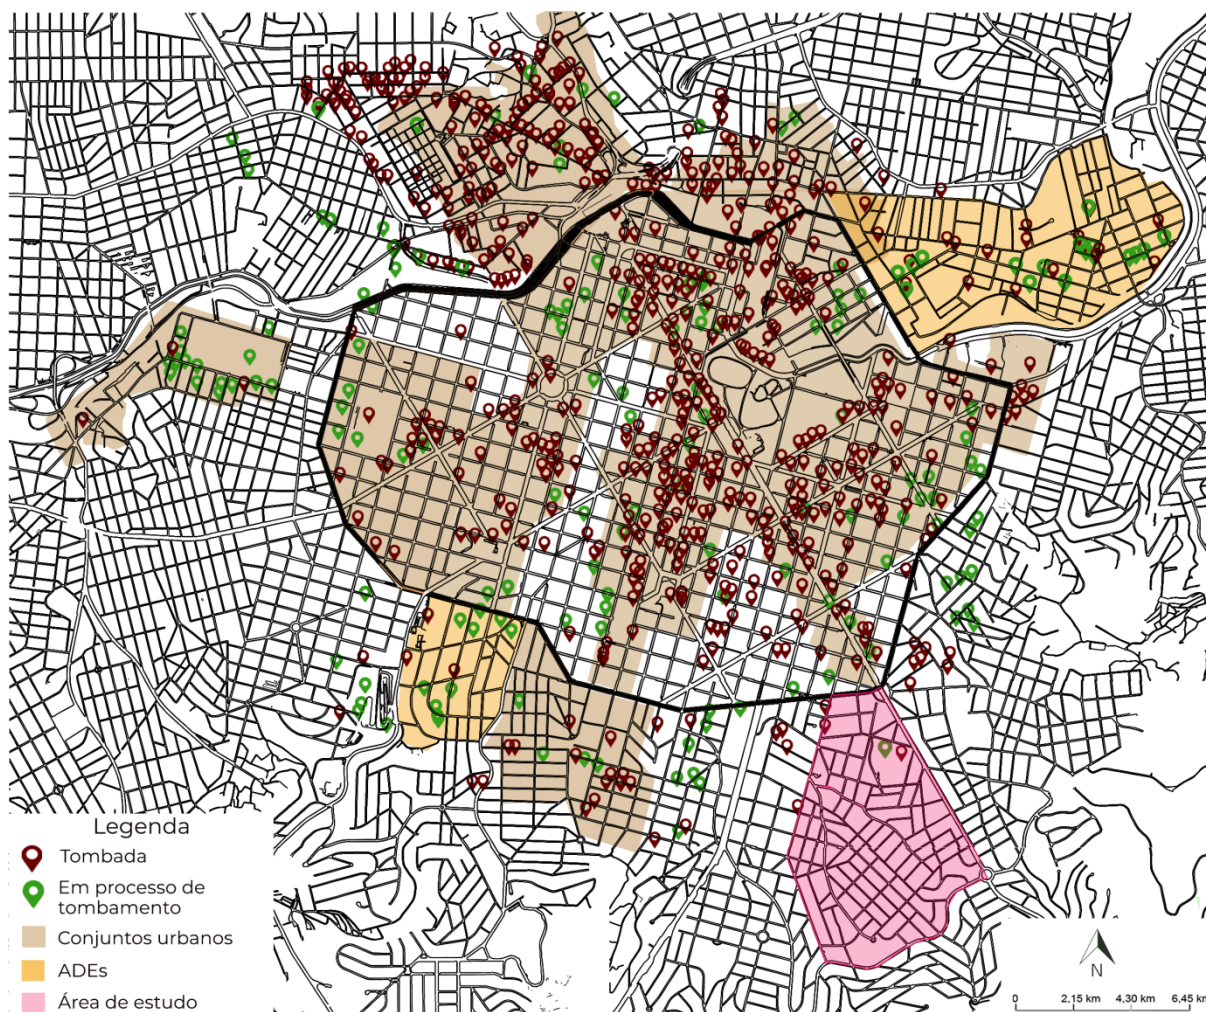 Legenda
Tombada
Em processo de
tombamento
Conjuntos urbanos
ADEs
Área de estudo
N
0 2,15 km 4,30 km 6,45 km